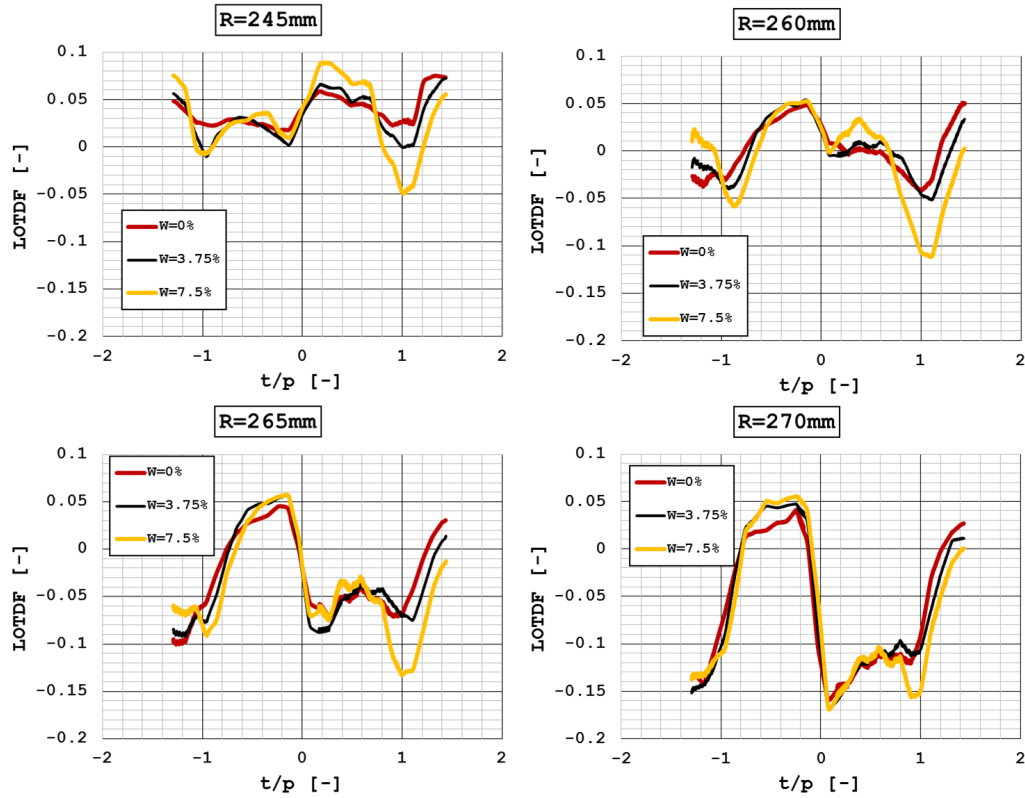 R=245mm
0.1
0.05
0
-0.05
-0.1
-0.15
-0.2
-2
-1
0
1
2
LOTDF [-]
t/p [-]
W=0%
W=3.75%
W=7.5%
R=260mm
0.1
0.05
0
-0.05
-0.1
-0.15
-0.2
-2
-1
0
1
2
LOTDF [-]
t/p [-]
W=0%
W=3.75%
W=7.5%
R=265mm
0.1
0.05
0
-0.05
-0.1
-0.15
-0.2
-2
-1
0
1
2
LOTDF [-]
t/p [-]
W=0%
W=3.75%
W=7.5%
R=270mm
0.1
0.05
0
-0.05
-0.1
-0.15
-0.2
-2
-1
0
1
2
LOTDF [-]
t/p [-]
W=0%
W=3.75%
W=7.5%